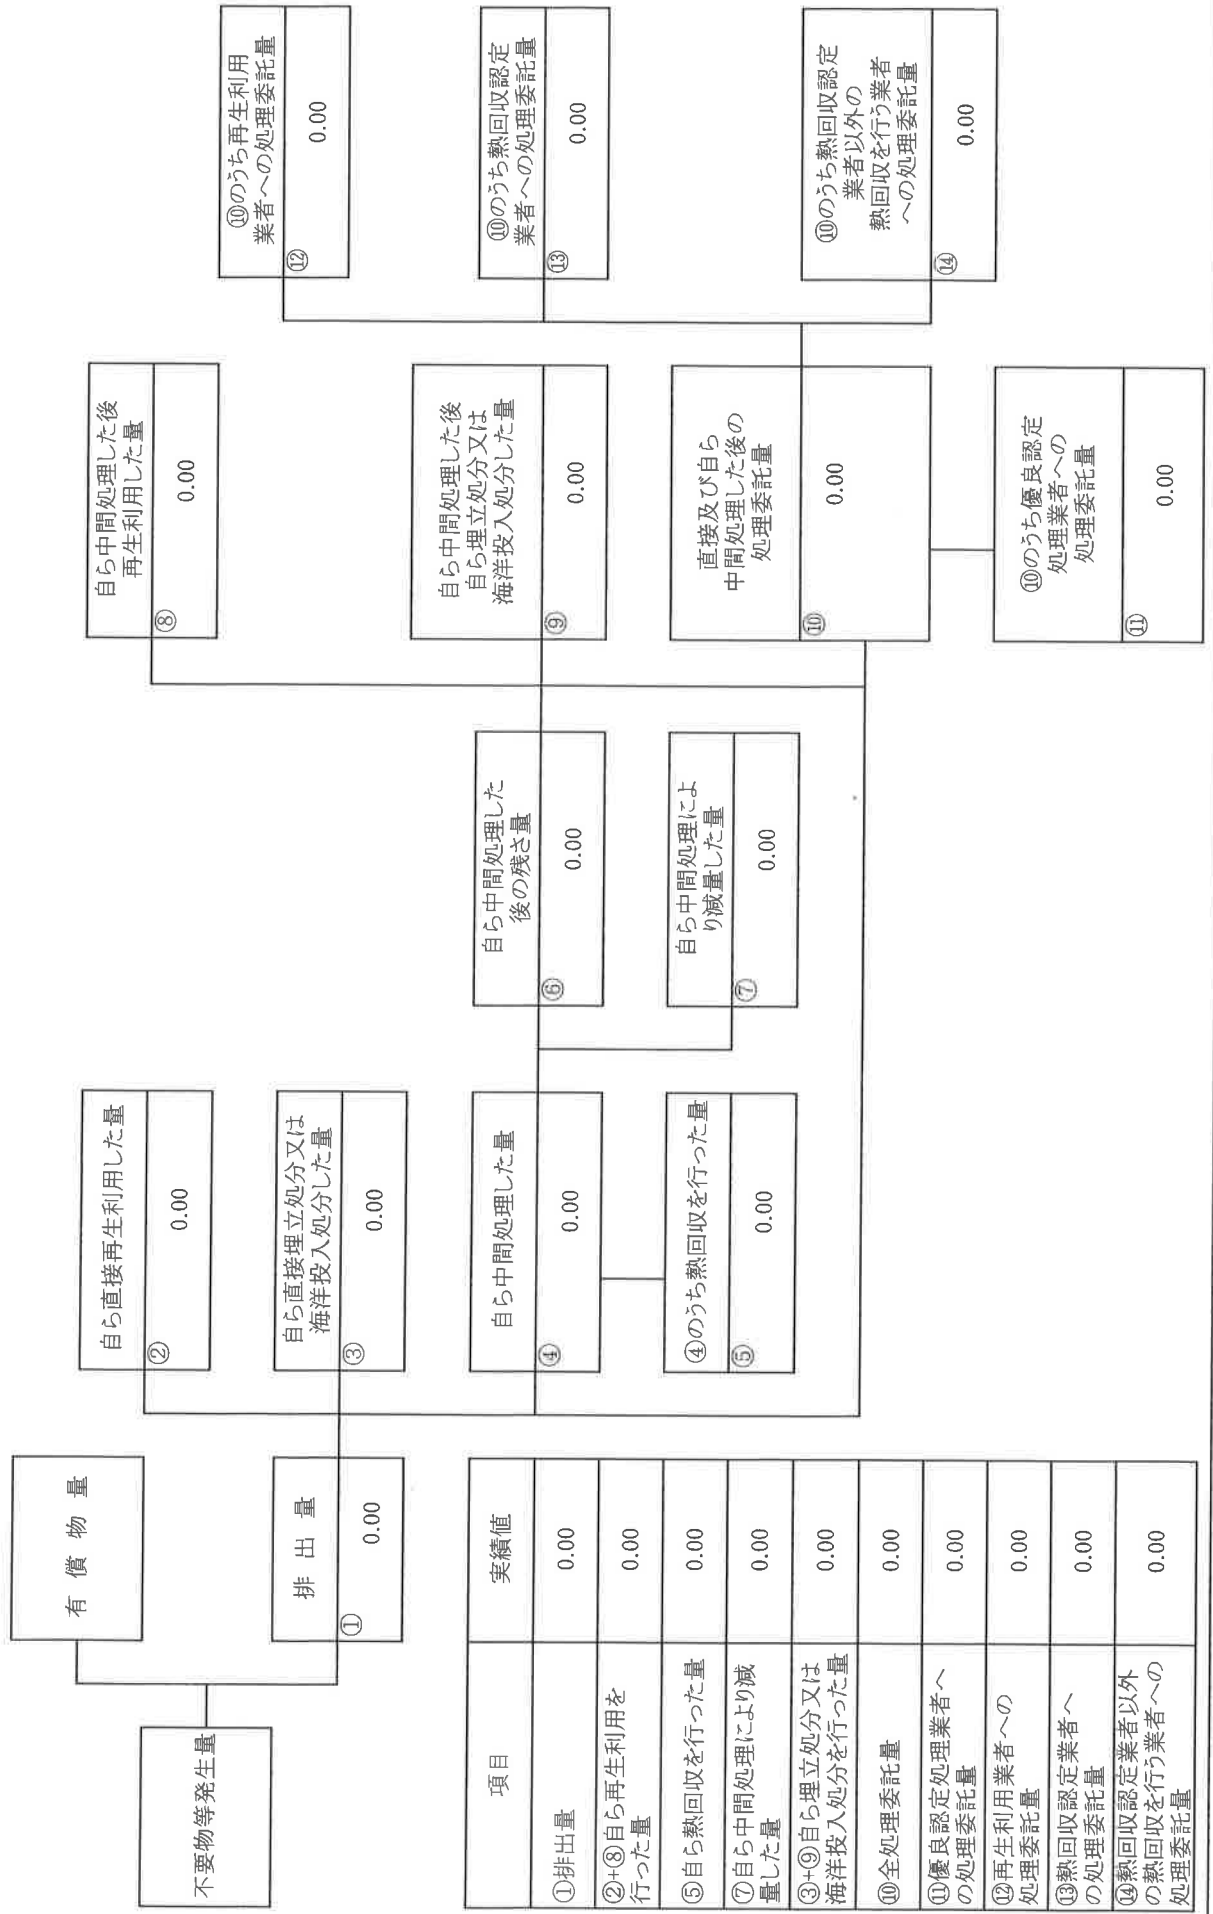 不要物等発生量
有 償 物 量
排 出 量
①
0.00
自ら直接再生利用した量
②
0.00
自ら直接埋立処分又は
海洋投入処分した量
③
0.00
自ら中間処理した量
④
0.00
④のうち熱回収を行った量
⑤
0.00
自ら中間処理した
後の残さ量
⑥
0.00
自ら中間処理によ
り減量した量
⑦
0.00
自ら中間処理した後
再生利用した量
⑧
0.00
自ら中間処理した後
自ら埋立処分又は
海洋投入処分した量
⑨
0.00
直接及び自ら
中間処理した後の
処理委託量
⑩
0.00
⑩のうち優良認定
処理業者への
処理委託量
⑪
0.00
⑩のうち再生利用
業者への処理委託量
⑫
0.00
⑩のうち熱回収認定
業者への処理委託量
⑬
0.00
⑩のうち熱回収認定
業者以外の
熱回収を行う業者
への処理委託量
⑭
0.00
項目 実績値
①排出量 0.00
②+⑧自ら再生利用を
行った量 0.00
⑤自ら熱回収を行った量 0.00
⑦自ら中間処理により減
量した量 0.00
③+⑨自ら埋立処分又は
海洋投入処分を行った量 0.00
⑩全処理委託量 0.00
⑪優良認定処理業者へ
の処理委託量 0.00
⑫再生利用業者への
処理委託量 0.00
⑬熱回収認定業者へ
の処理委託量 0.00
⑭熱回収認定業者以外
の熱回収を行う業者への
処理委託量 0.00